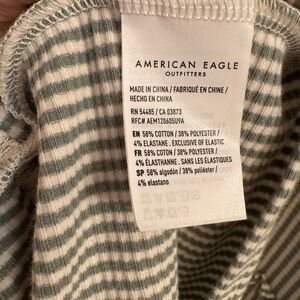 AMERICAN EAGLE
OUTFITTERS
MADE IN CHINA / FABRIQUÉ EN CHINE /
HECHO EN CHINA
RN 54485 / CA 03873
RFC# AEM120605U9A
EN 58% COTTON / 38% POLYESTER /
4% ELASTANE . EXCLUSIVE OF ELASTIC
FR 58% COTON / 38% POLYESTER /
4% ÉLASTHANNE . SANS LES ÉLASTIQUES
SP 58% algodón / 38% poliéster /
4% elastano